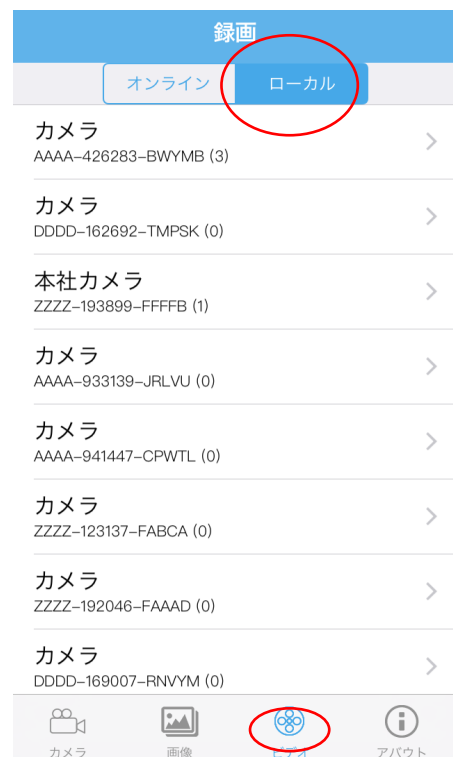 録画
オンライン ローカル
カメラ
AAAA-426283-BWYMB (3)
カメラ
DDDD-162692-TMPSK (0)
本社カメラ
ZZZZ-193899-FFFFB (1)
カメラ
AAAA-933139-JRLVU (0)
カメラ
AAAA-941447-CPWTL (0)
カメラ
ZZZZ-123137-FABCA (0)
カメラ
ZZZZ-192046-FAAAD (0)
カメラ
DDDD-169007-RNVYM (0)
カメラ 画像 ビデオ アバウト